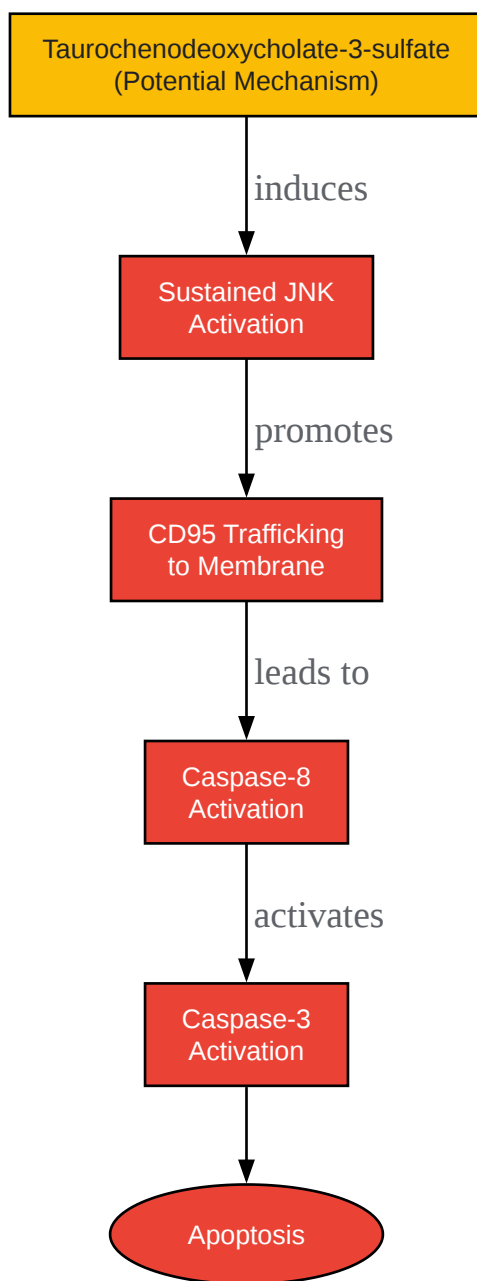 Taurochenodeoxycholate-3-sulfate
(Potential Mechanism)
induces
Sustained JNK
Activation
promotes
CD95 Trafficking
to Membrane
leads to
Caspase-8
Activation
activates
Caspase-3
Activation
Apoptosis